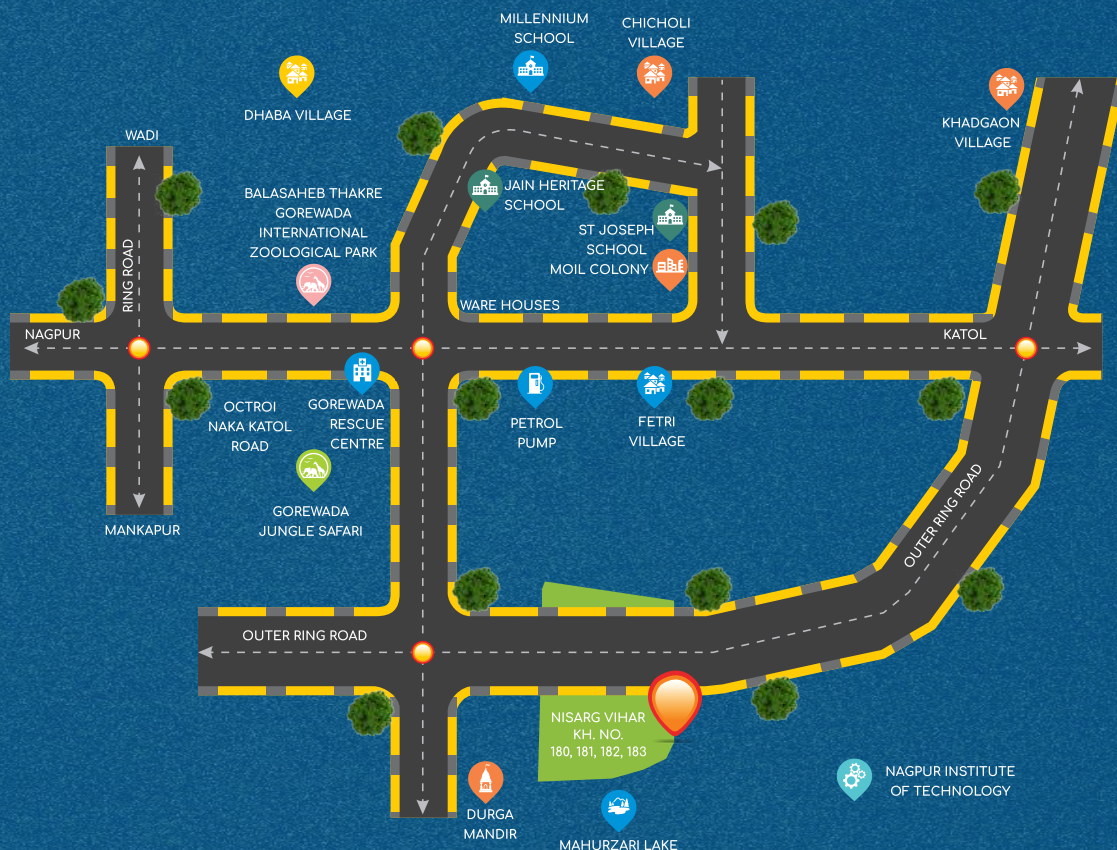 MILLENNIUM
SCHOOL
CHICHOLI
VILLAGE
DHABA VILLAGE
KHADGAON
VILLAGE
WADI
RING ROAD
BALASAHEB THAKRE
GOREWADA
INTERNATIONAL
ZOOLOGICAL PARK
JAIN HERITAGE
SCHOOL
ST JOSEPH
SCHOOL
MOIL COLONY
WARE HOUSES
NAGPUR
KATOL
OCTROI
NAKA KATOL
ROAD
GOREWADA
RESCUE
CENTRE
PETROL
PUMP
FETRI
VILLAGE
GOREWADA
JUNGLE SAFARI
MANKAPUR
OUTER RING ROAD
OUTER RING ROAD
NISARG VIHAR
KH. NO.
180, 181, 182, 183
DURGA
MANDIR
MAHURZARI LAKE
NAGPUR INSTITUTE
OF TECHNOLOGY